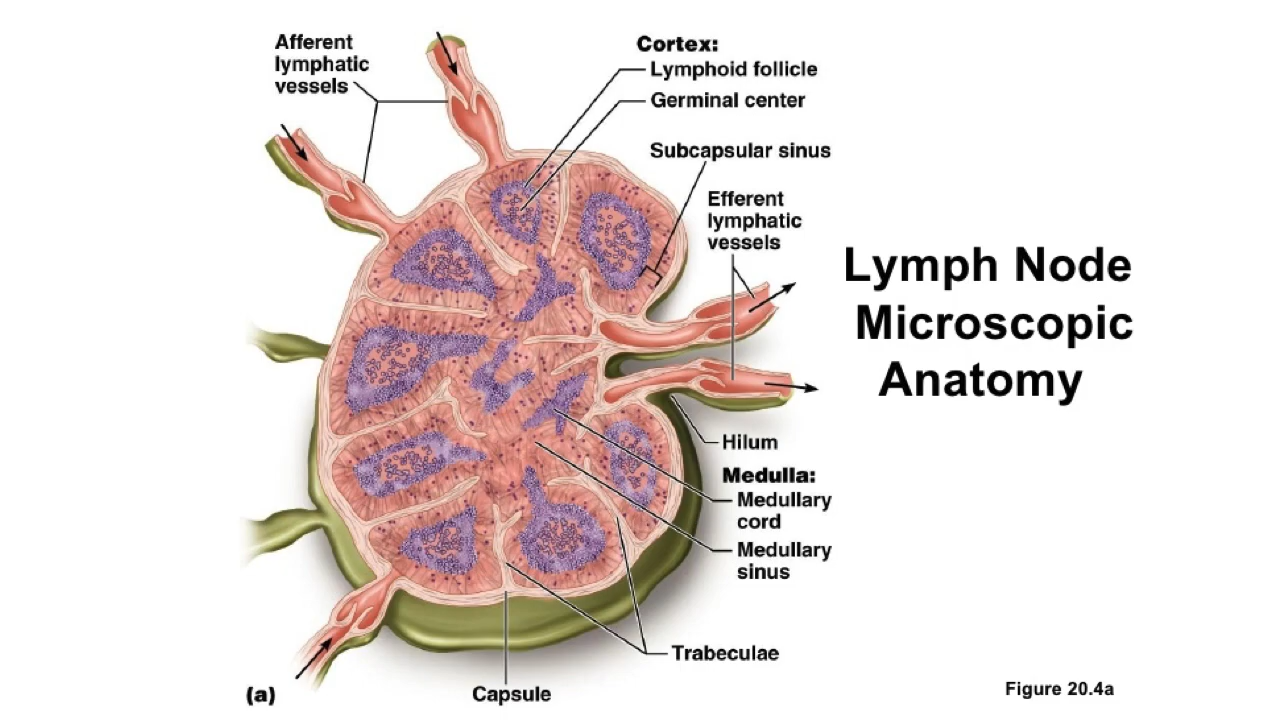 Afferent
lymphatic
vessels
Cortex:
Lymphoid follicle
Germinal center
Subcapsular sinus
Efferent
lymphatic
vessels
Lymph Node
Microscopic
Anatomy
Hilum
Medulla:
Medullary
cord
Medullary
sinus
Trabeculae
Capsule
(a)
Figure 20.4a